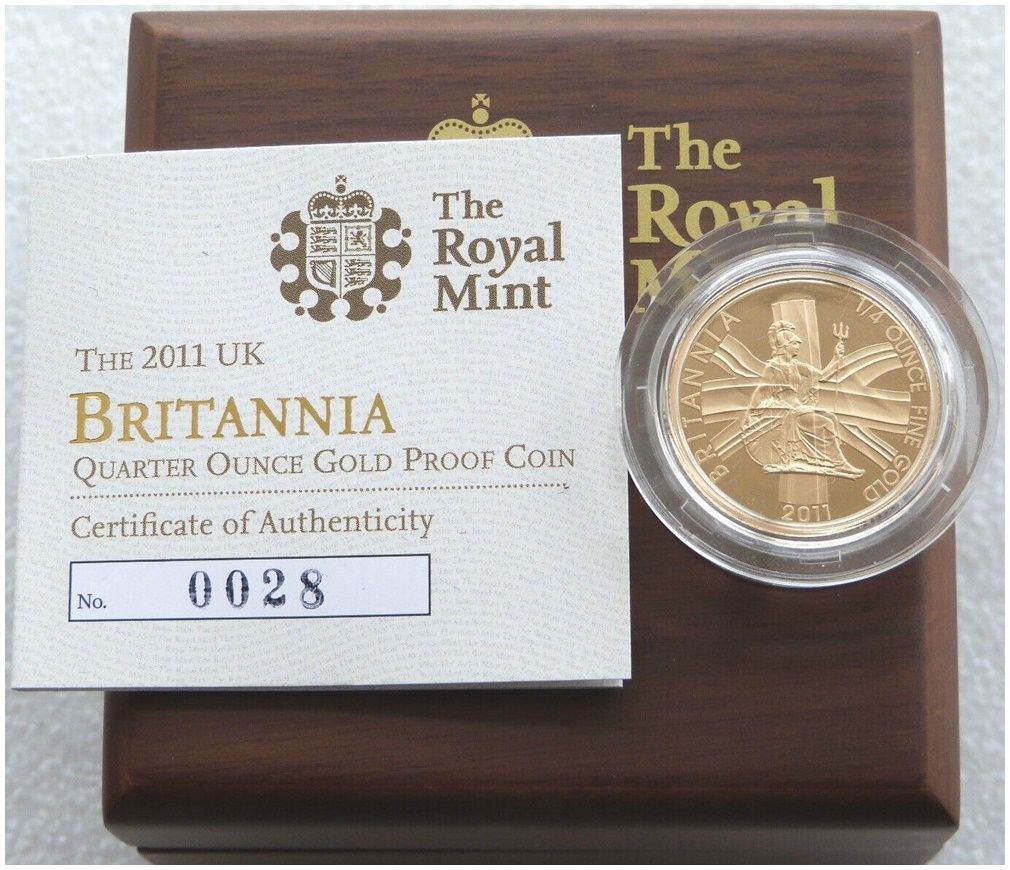 The
Royal
M
The
Royal
Mint
THE 2011 UK
BRITANNIA
QUARTER OUNCE GOLD PROOF COIN
Certificate of Authenticity
No. 0028
BRITANNIA
1/4 OUNCE FINE GOLD
2011